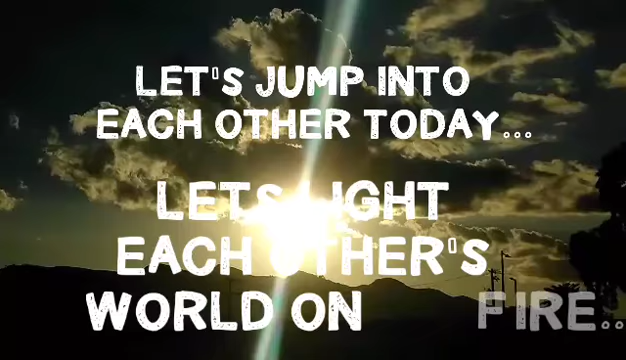 LET'S JUMP INTO
EACH OTHER TODAY...
LETS LIGHT
EACH OTHER'S
WORLD ON FIRE..